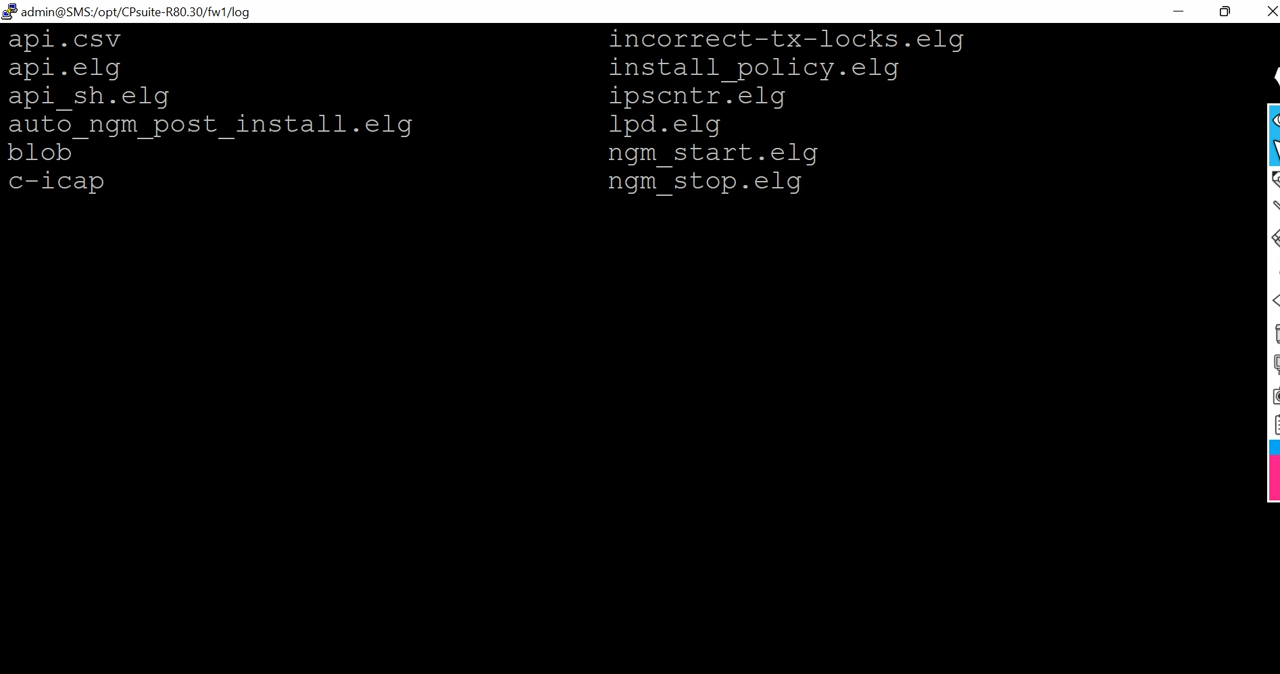 admin@SMS:/opt/CPsuite-R80.30/fw1/log
api.csv incorrect-tx-locks.elg
api.elg install_policy.elg
api_sh.elg ipscntr.elg
auto_ngm_post_install.elg lpd.elg
blob ngm_start.elg
c-icap ngm_stop.elg